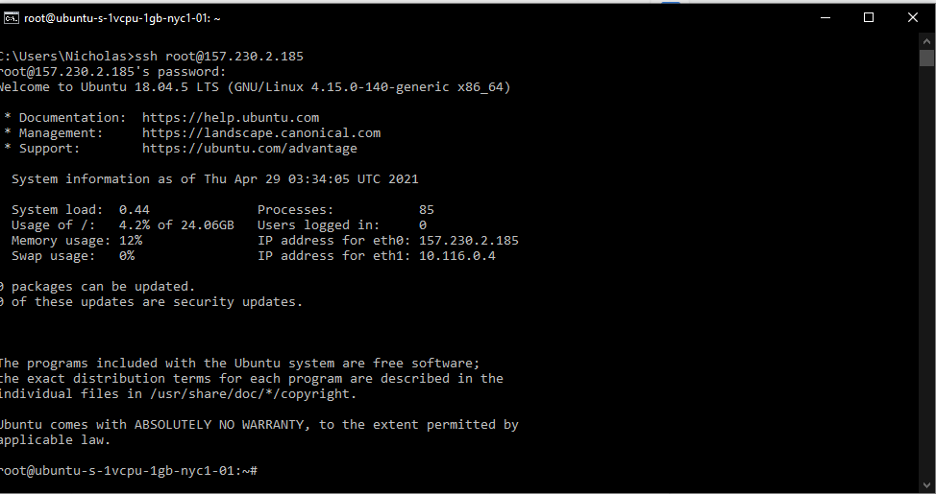 root@ubuntu-s-1vcpu-1gb-nyc1-01: ~
C:\Users\Nicholas>ssh root@157.230.2.185
root@157.230.2.185's password:
Welcome to Ubuntu 18.04.5 LTS (GNU/Linux 4.15.0-140-generic x86_64)
* Documentation:  https://help.ubuntu.com
* Management:     https://landscape.canonical.com
* Support:        https://ubuntu.com/advantage
System information as of Thu Apr 29 03:34:05 UTC 2021
System load:  0.44               Processes:           85
Usage of /:   4.2% of 24.06GB   Users logged in:     0
Memory usage: 12%               IP address for eth0: 157.230.2.185
Swap usage:   0%                IP address for eth1: 10.116.0.4
0 packages can be updated.
0 of these updates are security updates.
The programs included with the Ubuntu system are free software;
the exact distribution terms for each program are described in the
individual files in /usr/share/doc/*/copyright.
Ubuntu comes with ABSOLUTELY NO WARRANTY, to the extent permitted by
applicable law.
root@ubuntu-s-1vcpu-1gb-nyc1-01:~#